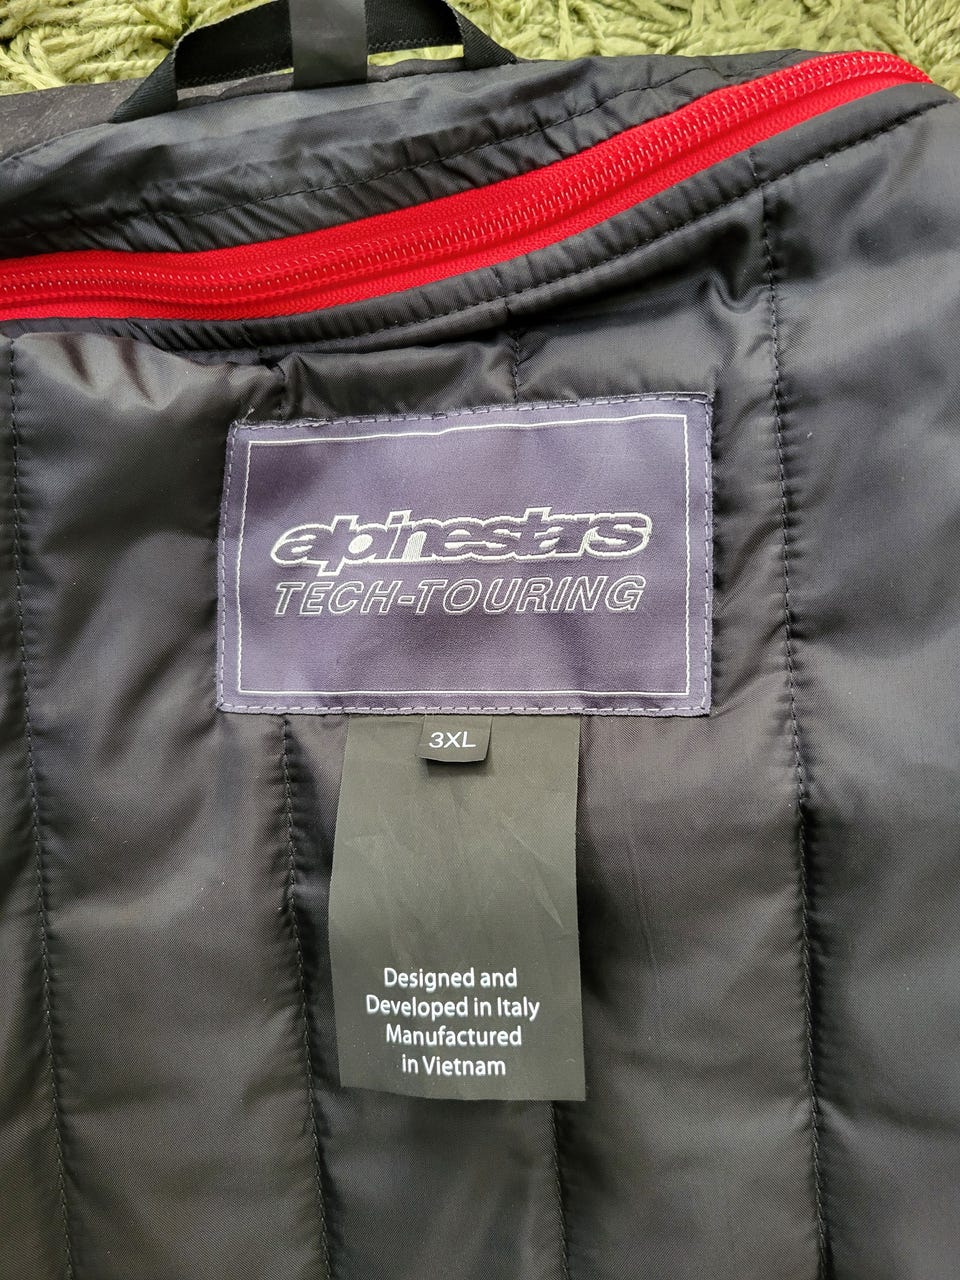 alpinestars
TECH-TOURING
3XL
Designed and
Developed in Italy
Manufactured
in Vietnam